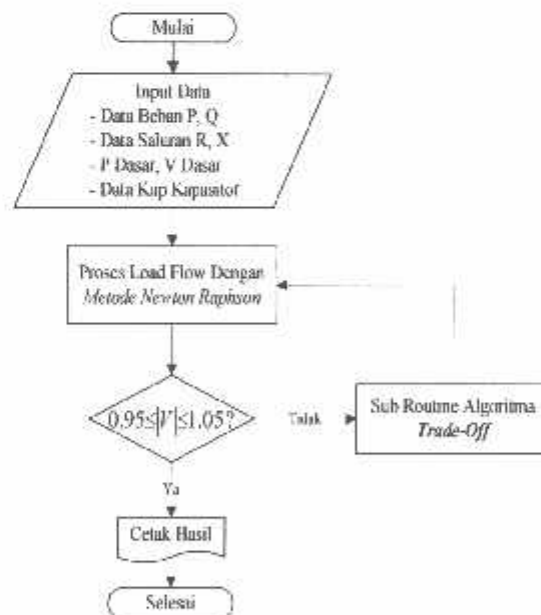 Mulai
Input Data
- Data Beban P, Q
- Data Saluran R, X
- P Dasar, V Dasar
- Data Kap Kapasitor
Proses Load Flow Dengan
Metode Newton Raphson
0.95≤|V|≤1.05?
Tidak
Sub Routine Algoritma
Trade-Off
Ya
Cetak Hasil
Selesai